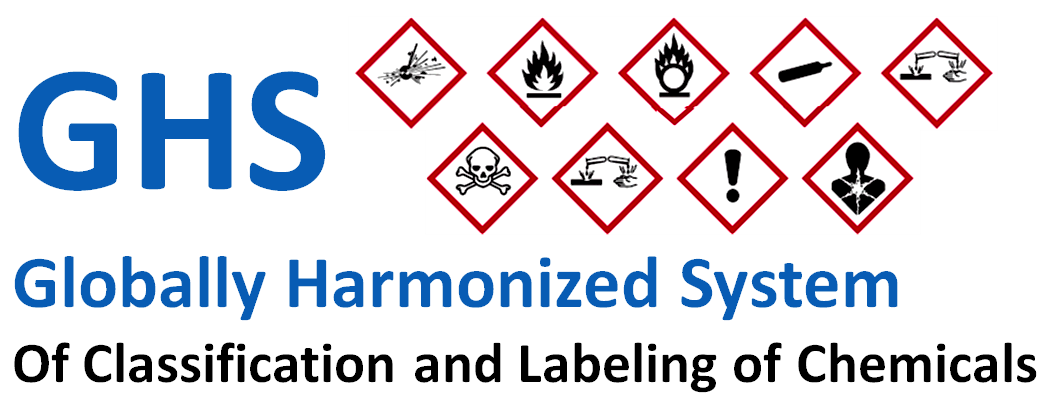 GHS
Globally Harmonized System
Of Classification and Labeling of Chemicals